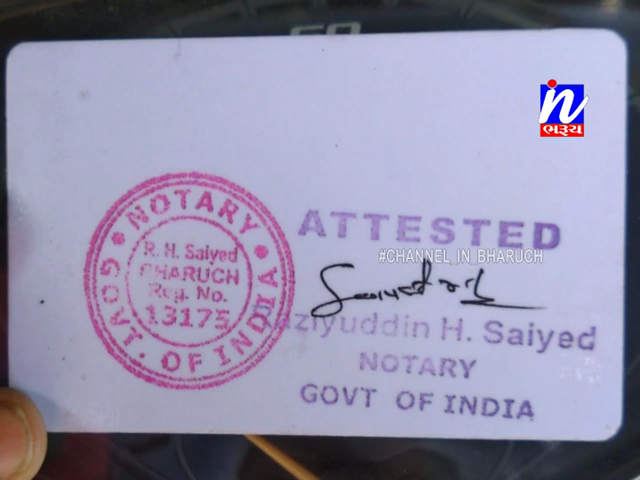 in
ભરૂચ
NOTARY
GOVT. OF INDIA
R. H. Saiyed
BHARUCH
Reg. No.
13175
ATTESTED
#CHANNEL_IN_BHARUCH
Saiyed
Raziyuddin H. Saiyed
NOTARY
GOVT OF INDIA